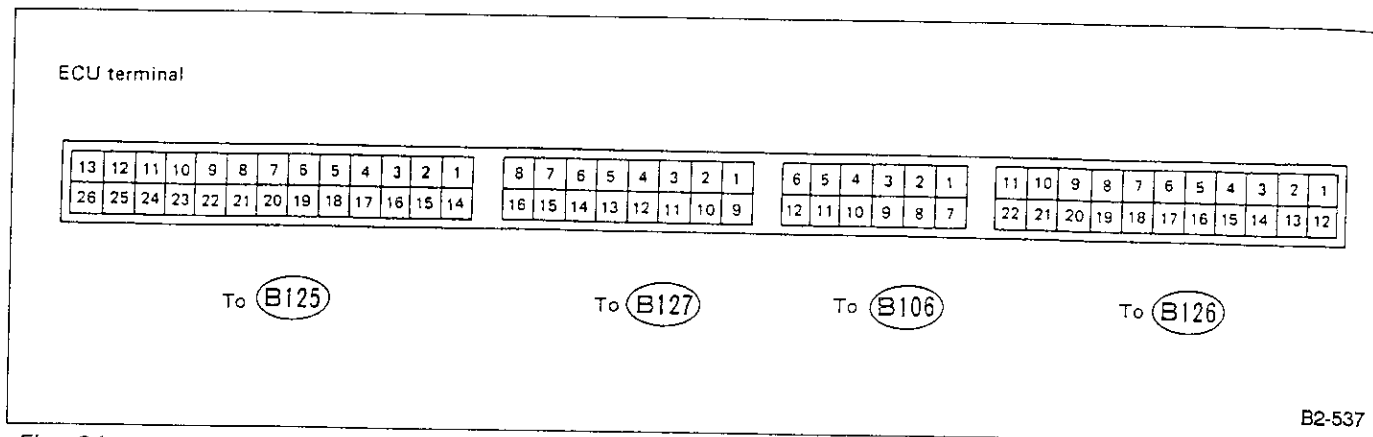 ECU terminal
13 12 11 10 9 8 7 6 5 4 3 2 1
26 25 24 23 22 21 20 19 18 17 16 15 14
8 7 6 5 4 3 2 1
16 15 14 13 12 11 10 9
6 5 4 3 2 1
12 11 10 9 8 7
11 10 9 8 7 6 5 4 3 2 1
22 21 20 19 18 17 16 15 14 13 12
To B125
To B127
To B106
To B126
B2-537